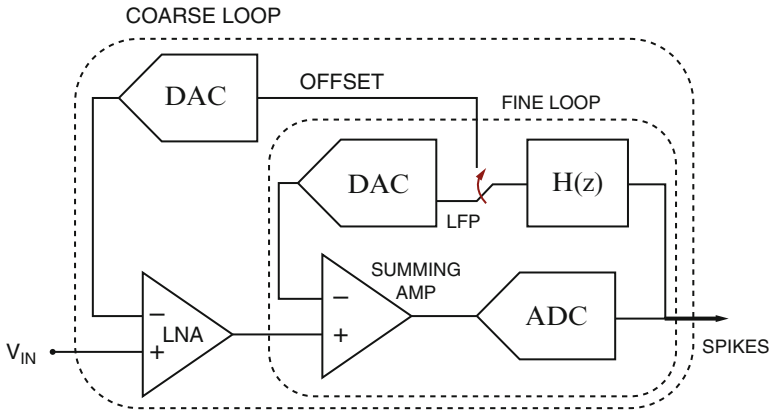 COARSE LOOP
DAC
OFFSET
FINE LOOP
DAC
H(z)
LFP
SUMMING
AMP
−
LNA
+
−
+
ADC
V_IN
SPIKES